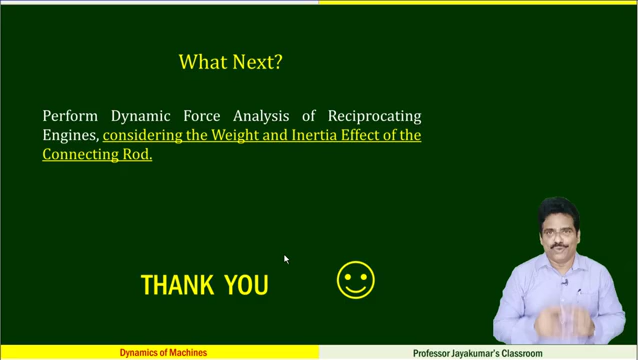 What Next?
Perform Dynamic Force Analysis of Reciprocating
Engines, considering the Weight and Inertia Effect of the
Connecting Rod.
THANK YOU
Dynamics of Machines
Professor Jayakumar's Classroom